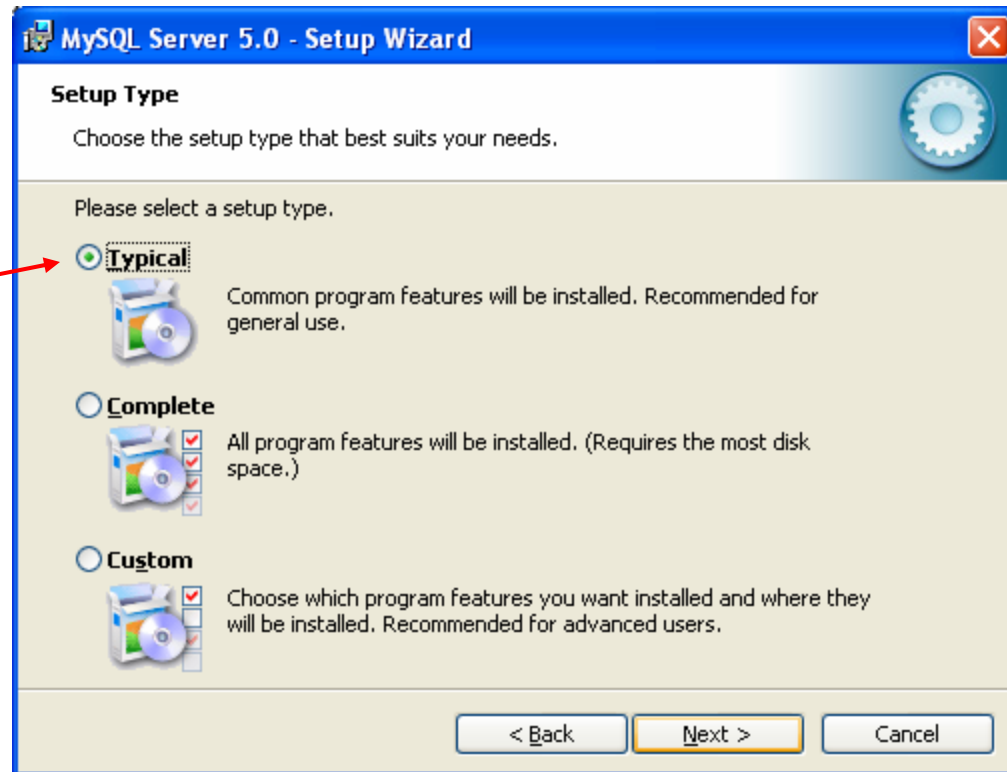 MySQL Server 5.0 - Setup Wizard
Setup Type
Choose the setup type that best suits your needs.
Please select a setup type.
Typical
Common program features will be installed. Recommended for
general use.
Complete
All program features will be installed. (Requires the most disk
space.)
Custom
Choose which program features you want installed and where they
will be installed. Recommended for advanced users.
< Back Next > Cancel